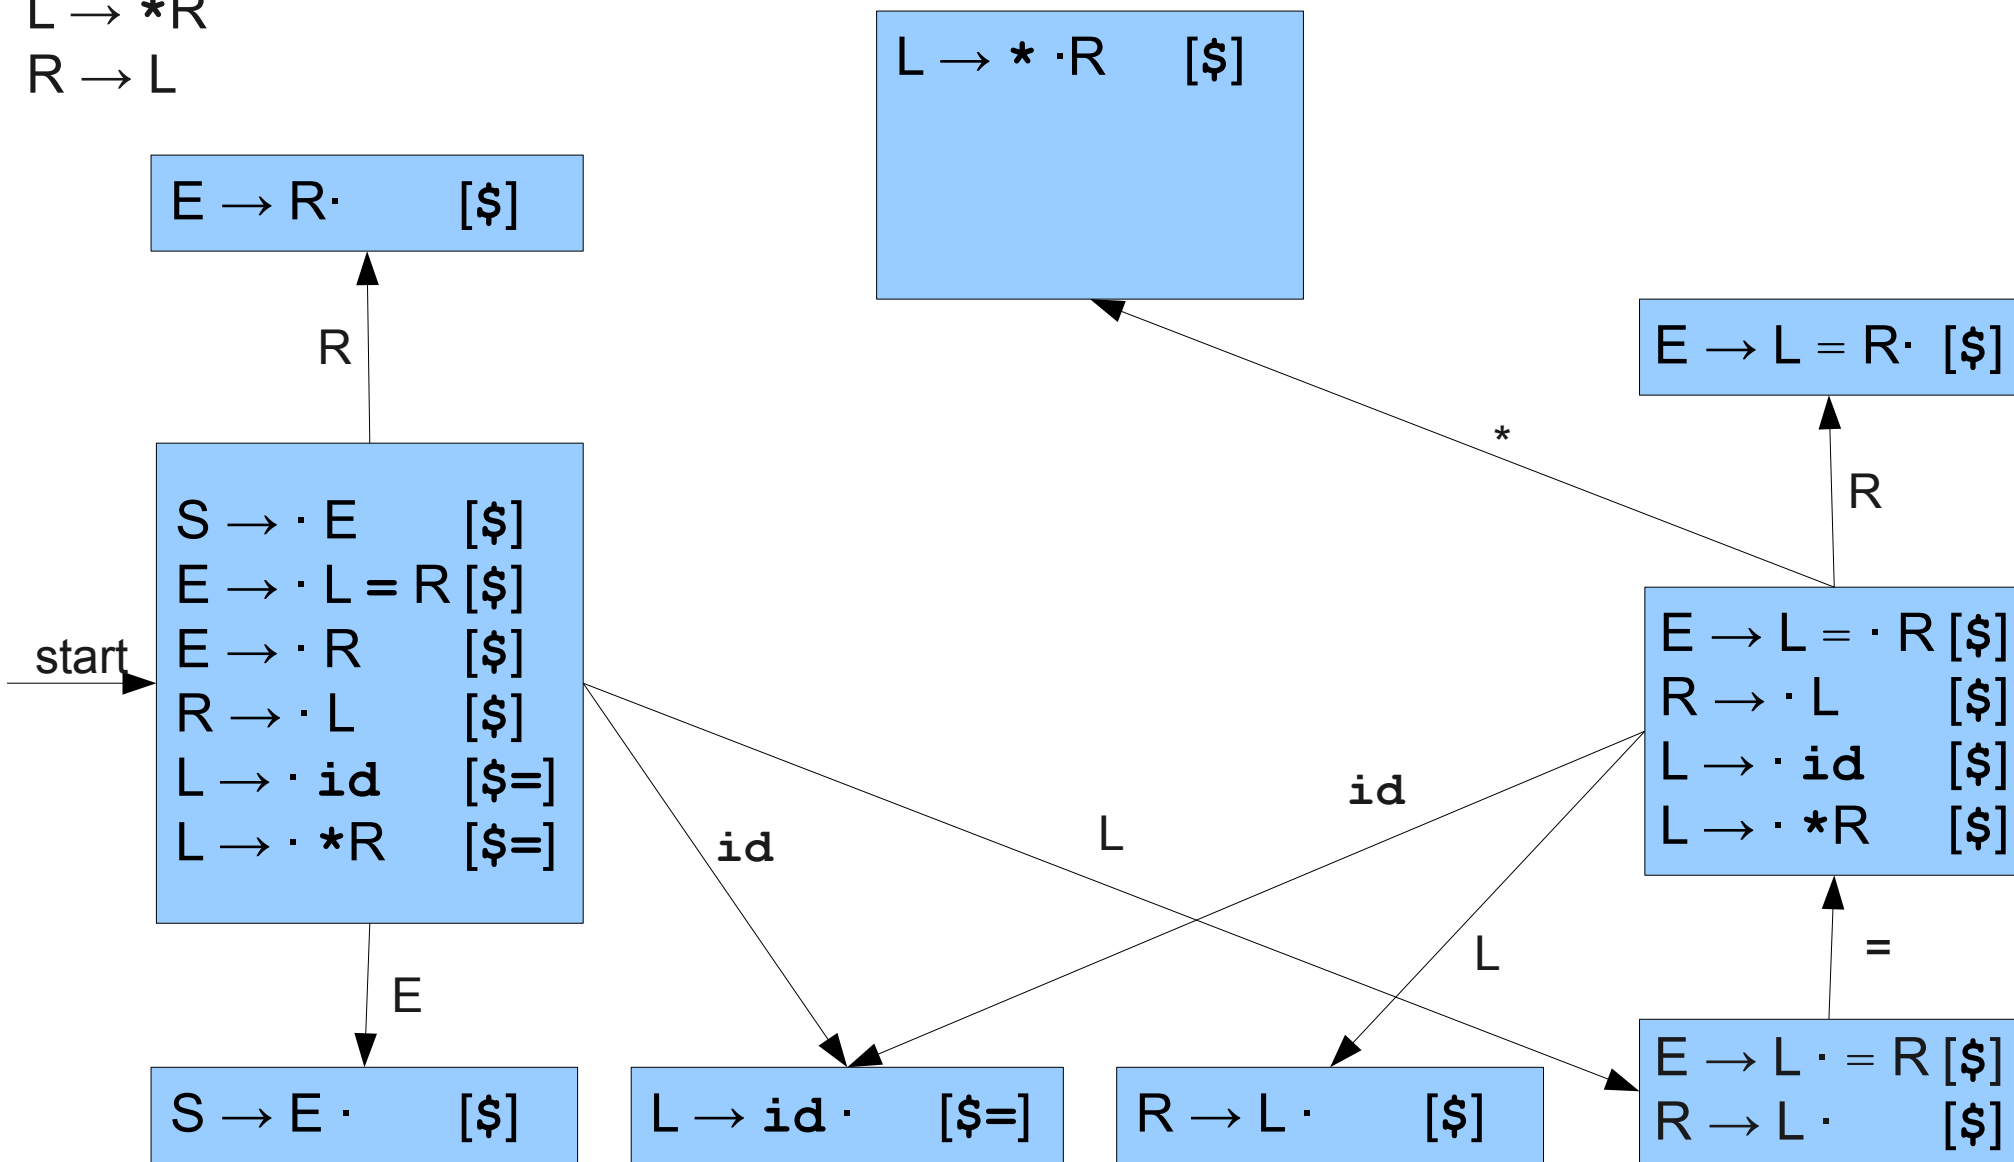 L → *R
R → L
L → * ·R [$]
E → R· [$]
R
E → L = R· [$]
*
R
S → · E [$]
E → · L = R [$]
E → · R [$]
R → · L [$]
L → · id [$=]
L → · *R [$=]
start
E → L = · R [$]
R → · L [$]
L → · id [$]
L → · *R [$]
id
L
id
L
=
E
S → E · [$]
L → id · [$=]
R → L · [$]
E → L · = R [$]
R → L · [$]